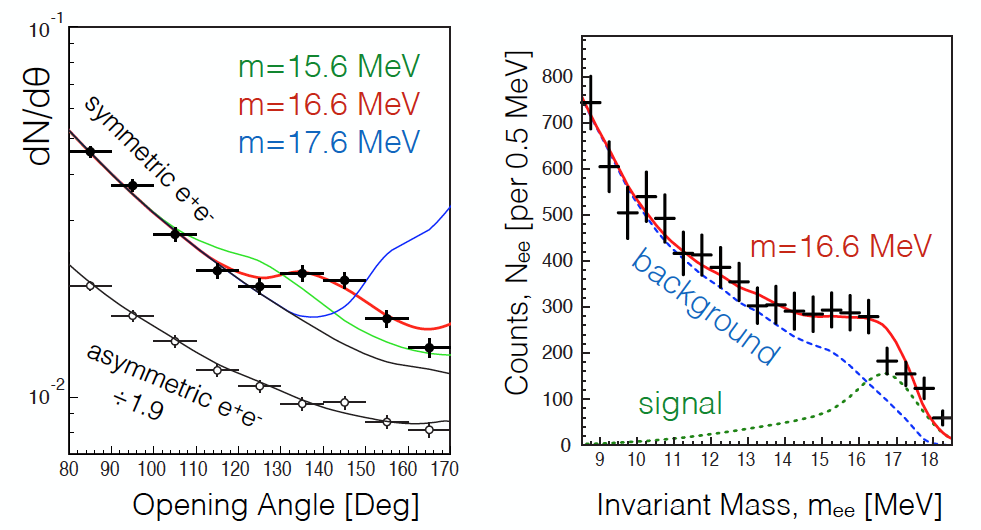 10-1
dN/dθ
m=15.6 MeV
m=16.6 MeV
m=17.6 MeV
symmetric e+e-
asymmetric e+e-
÷1.9
10-2
80 90 100 110 120 130 140 150 160 170
Opening Angle [Deg]
Counts, Nee [per 0.5 MeV]
800
700
600
500
400
300
200
100
0
m=16.6 MeV
background
signal
9 10 11 12 13 14 15 16 17 18
Invariant Mass, mee [MeV]